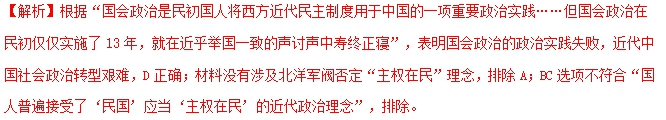 【解析】根据“国会政治是民初国人将西方近代民主制度用于中国的一项重要政治实践……但国会政治在
民初仅仅实施了 13 年，就在近乎举国一致的声讨声中寿终正寝”，表明国会政治的政治实践失败，近代中
国社会政治转型艰难，D 正确；材料没有涉及北洋军阀否定“主权在民”理念，排除 A；BC 选项不符合“国
人普遍接受了‘民国’应当‘主权在民’的近代政治理念”，排除。